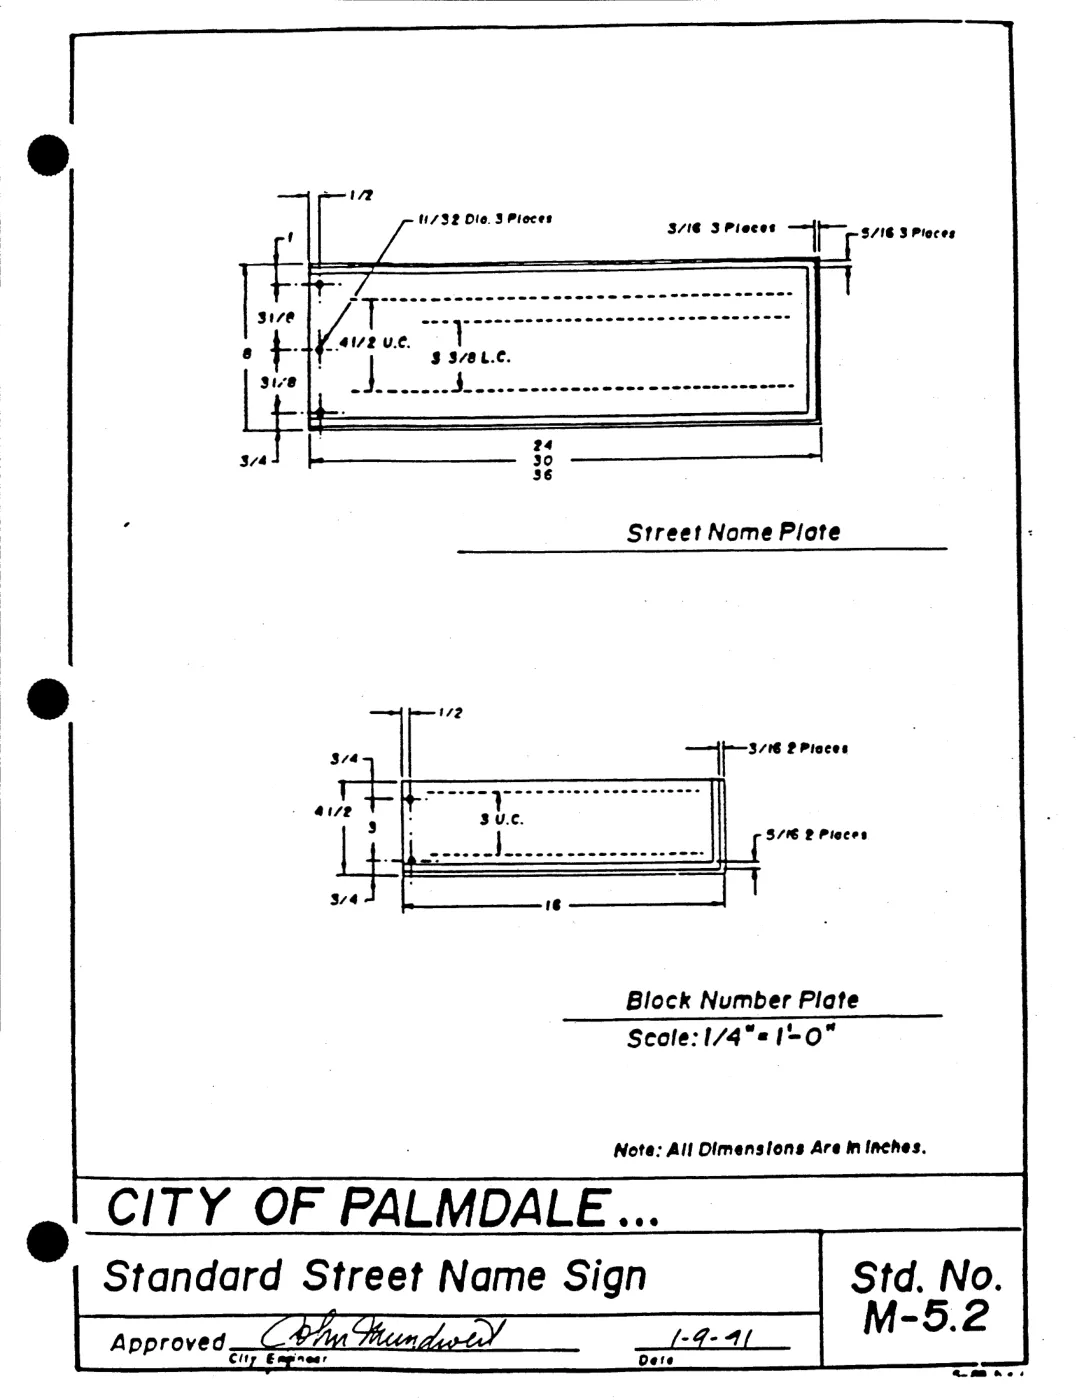 1/2
11/32 Dia. 3 Places
3/16 3 Places
5/16 3 Places
1
3 1/8
8
4 1/2 U.C.
3 3/8 L.C.
3 1/8
3/4
24
30
36
Street Name Plate
1/2
3/4
3/16 2 Places
4 1/2
3
3 U.C.
5/16 2 Places
3/4
16
Block Number Plate
Scale: 1/4" = 1'-0"
Note: All Dimensions Are In Inches.
CITY OF PALMDALE...
Standard Street Name Sign
Std. No.
M-5.2
Approved
City Engineer
1-9-91
Date